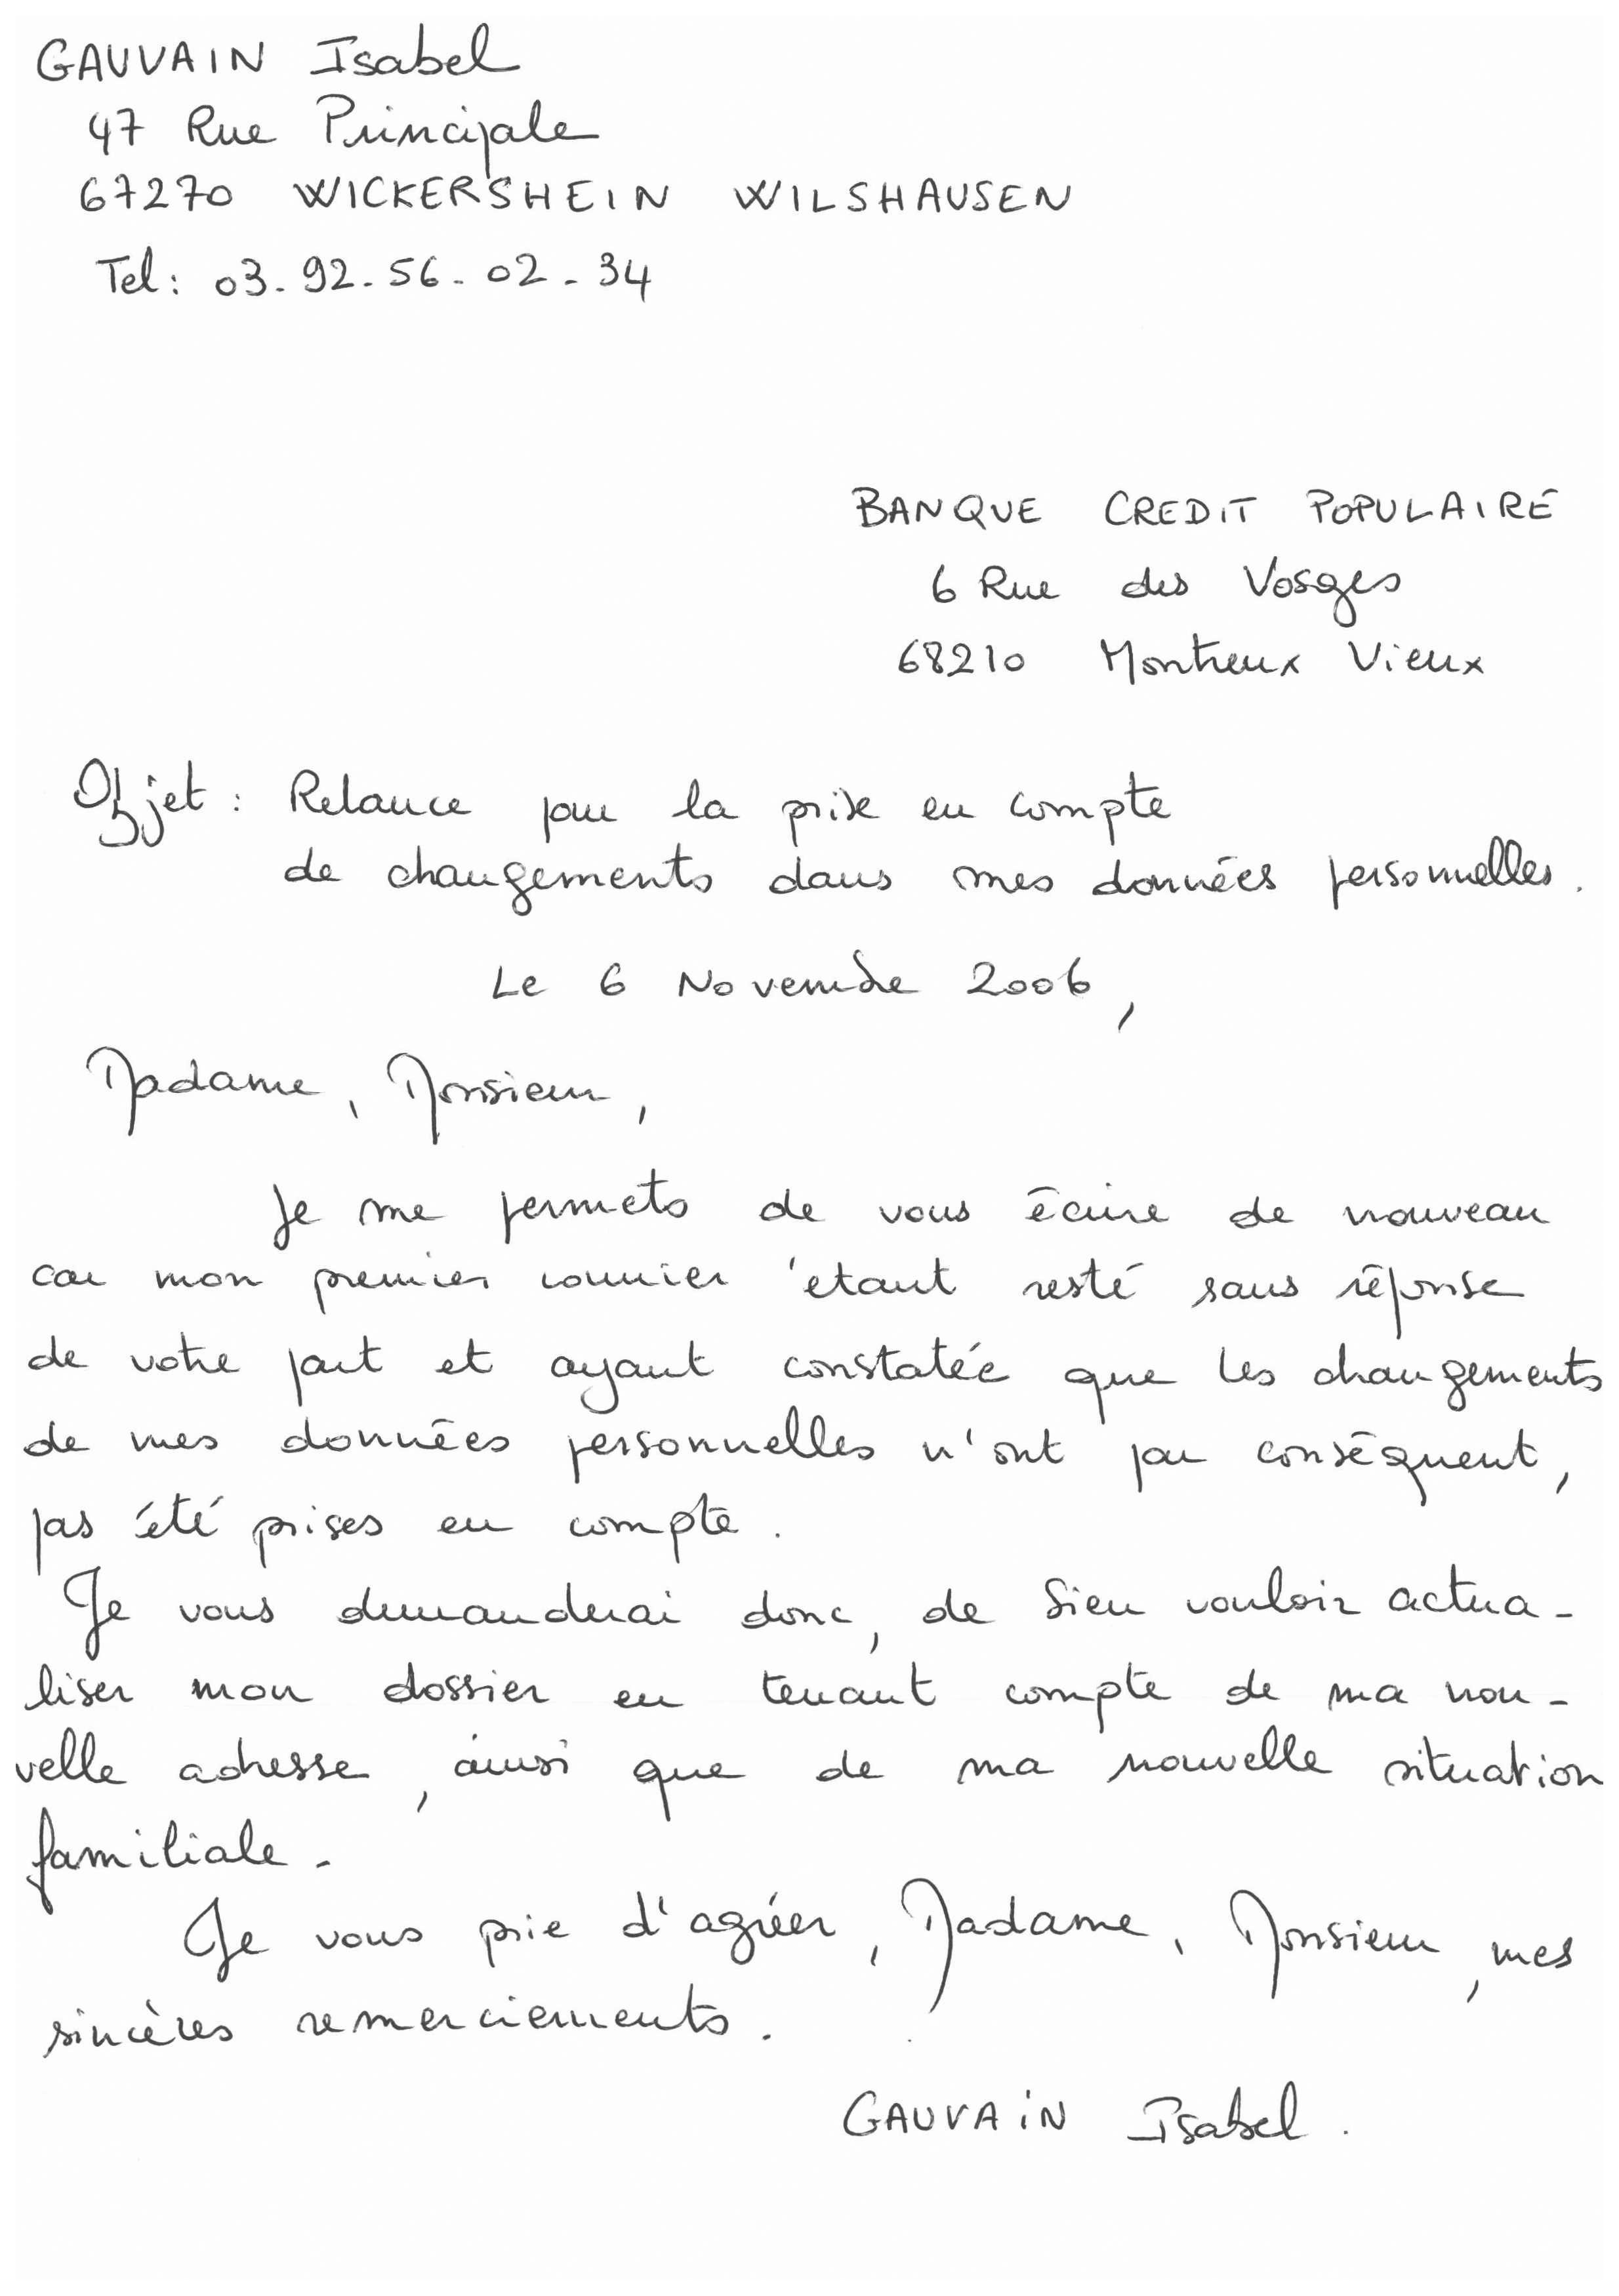 GAUVAIN Isabel
47 Rue Principale
67270 WICKERSHEIN WILSHAUSEN
Tel: 03.92.56.02.34
BANQUE CREDIT POPULAIRE
6 Rue des Vosges
68210 Montreux Vieux
Objet : Relance pour la prise en compte
de changements dans mes données personnelles.
Le 6 Novembre 2006,
Madame, Monsieur,
Je me permets de vous écrire de nouveau
car mon premier courrier étant resté sans réponse
de votre part et ayant constatée que les changements
de mes données personnelles n'ont par conséquent,
pas été prises en compte.
Je vous demanderai donc, de bien vouloir actua-
liser mon dossier en tenant compte de ma nou-
velle adresse, ainsi que de ma nouvelle situation
familiale.
Je vous prie d'agréer, Madame, Monsieur, mes
sincères remerciements.
GAUVAIN Isabel.